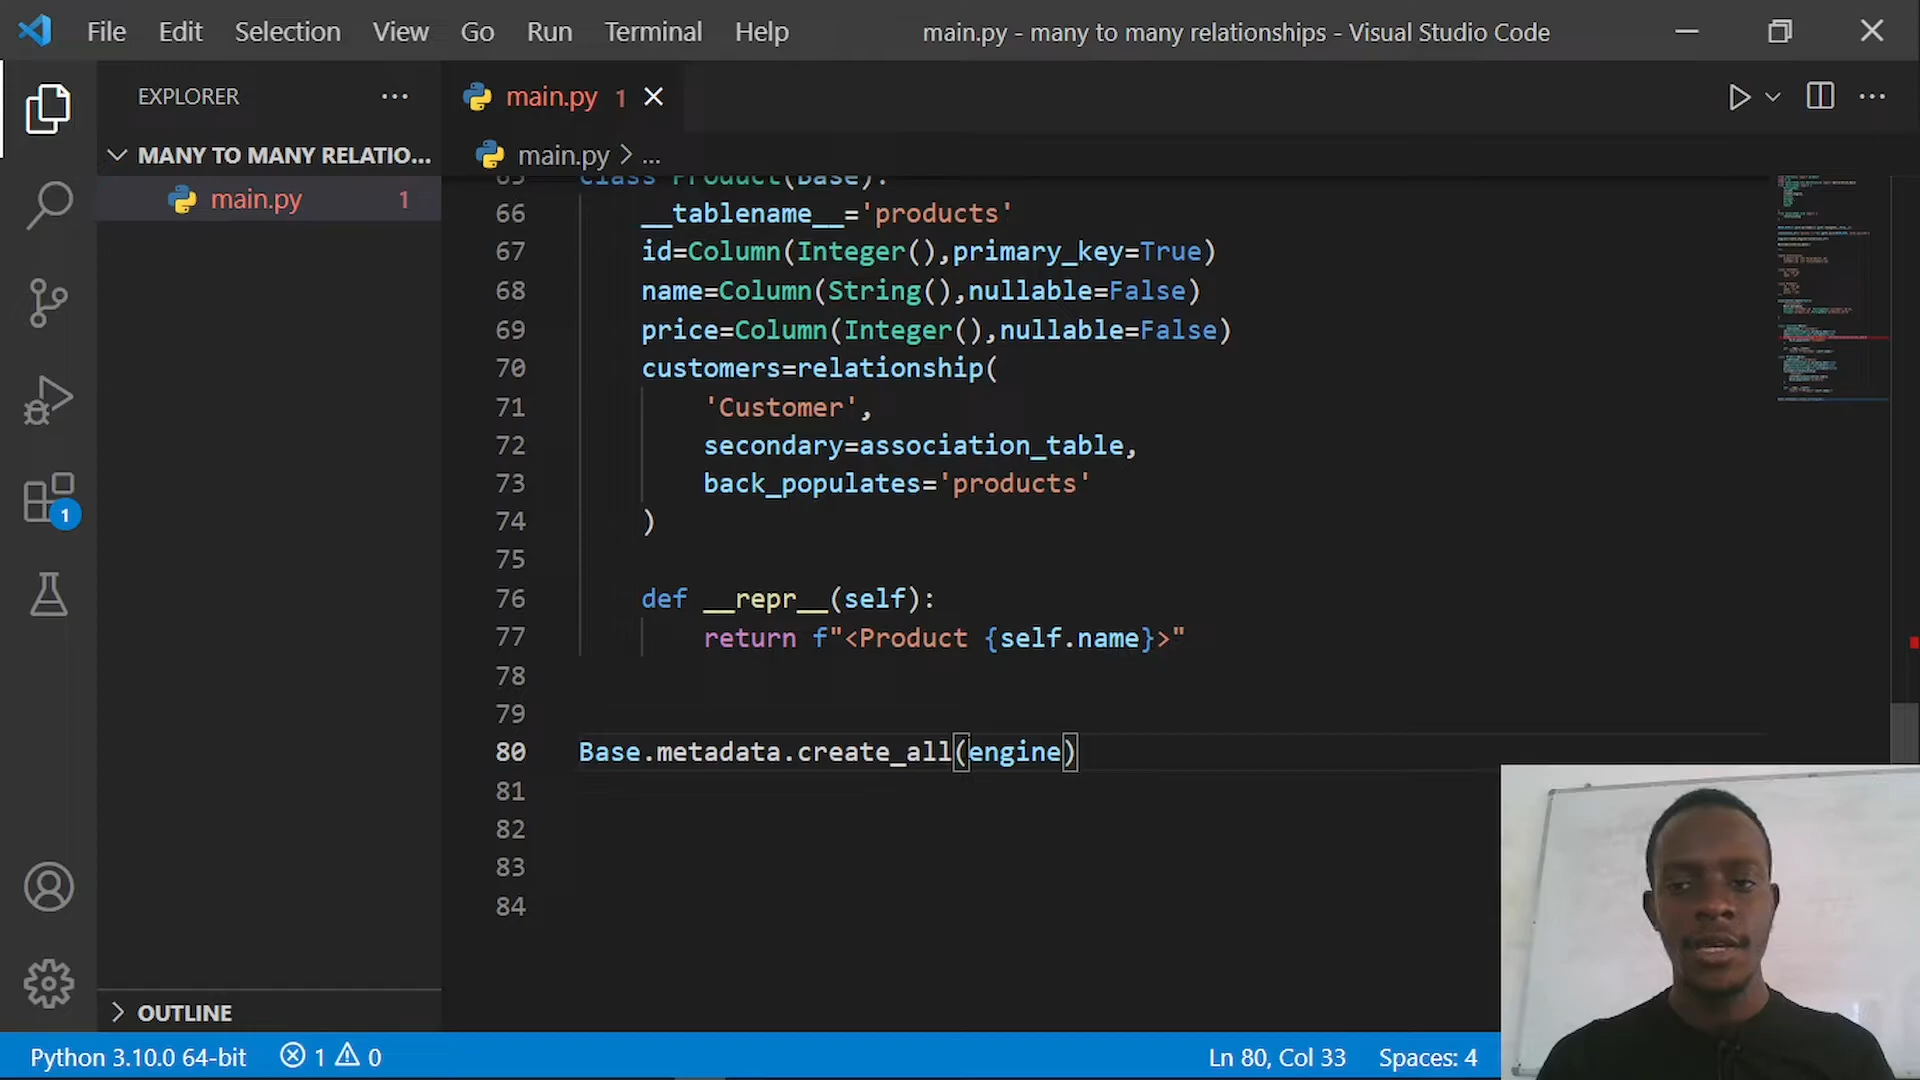 File Edit Selection View Go Run Terminal Help
main.py - many to many relationships - Visual Studio Code
EXPLORER ...
main.py 1
MANY TO MANY RELATIO...
main.py > ...
main.py 1
65 class Product(Base):
66 __tablename__='products'
67 id=Column(Integer(),primary_key=True)
68 name=Column(String(),nullable=False)
69 price=Column(Integer(),nullable=False)
70 customers=relationship(
71 'Customer',
72 secondary=association_table,
73 back_populates='products'
74 )
75
76 def __repr__(self):
77 return f"<Product {self.name}>"
78
79
80 Base.metadata.create_all(engine)
81
82
83
84
1
OUTLINE
Python 3.10.0 64-bit 1 0
Ln 80, Col 33 Spaces: 4